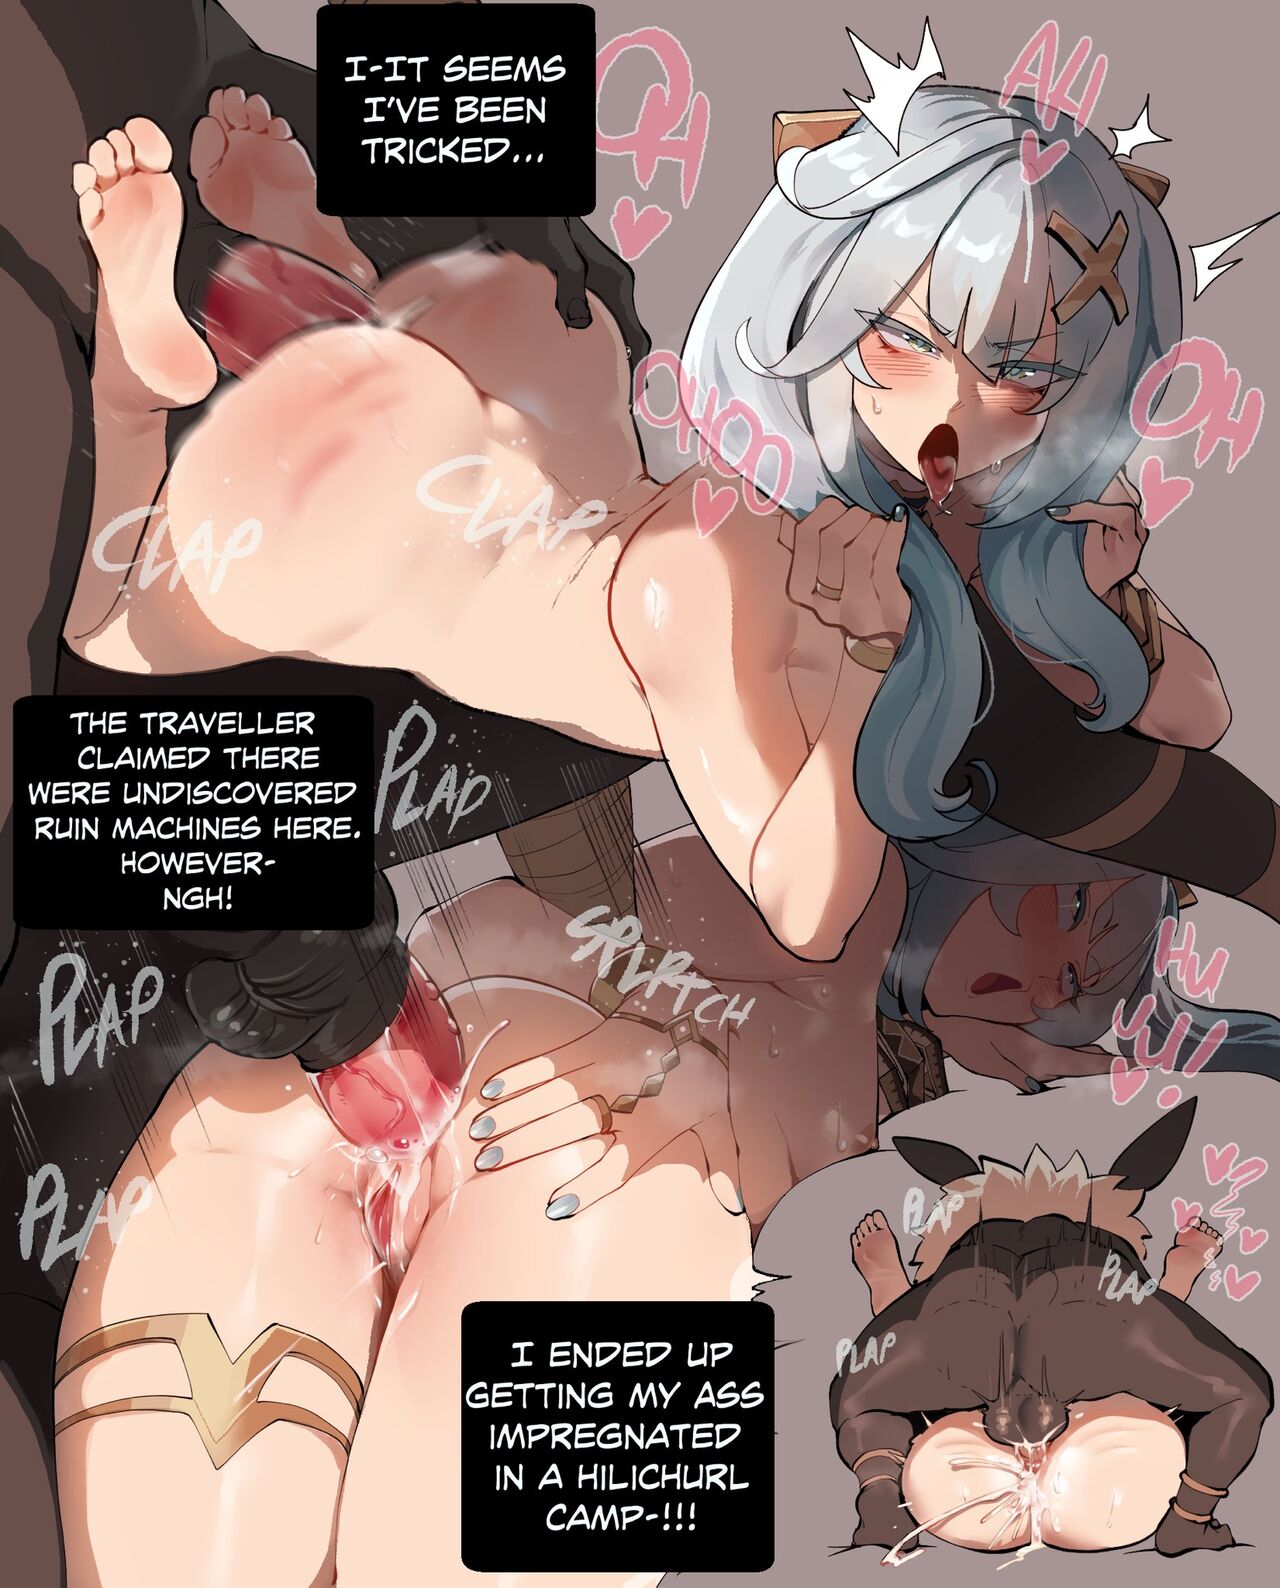 I-IT SEEMS
I'VE BEEN
TRICKED...
OH
AH
OHOO
OH
CLAP
CLAP
THE TRAVELLER
CLAIMED THERE
WERE UNDISCOVERED
RUIN MACHINES HERE.
HOWEVER-
NGH!
PLAP
PLAP
SPLRTCH
HU
UU!
PLAP
PLAP
PLAP
PLAP
I ENDED UP
GETTING MY ASS
IMPREGNATED
IN A HILICHURL
CAMP-!!!